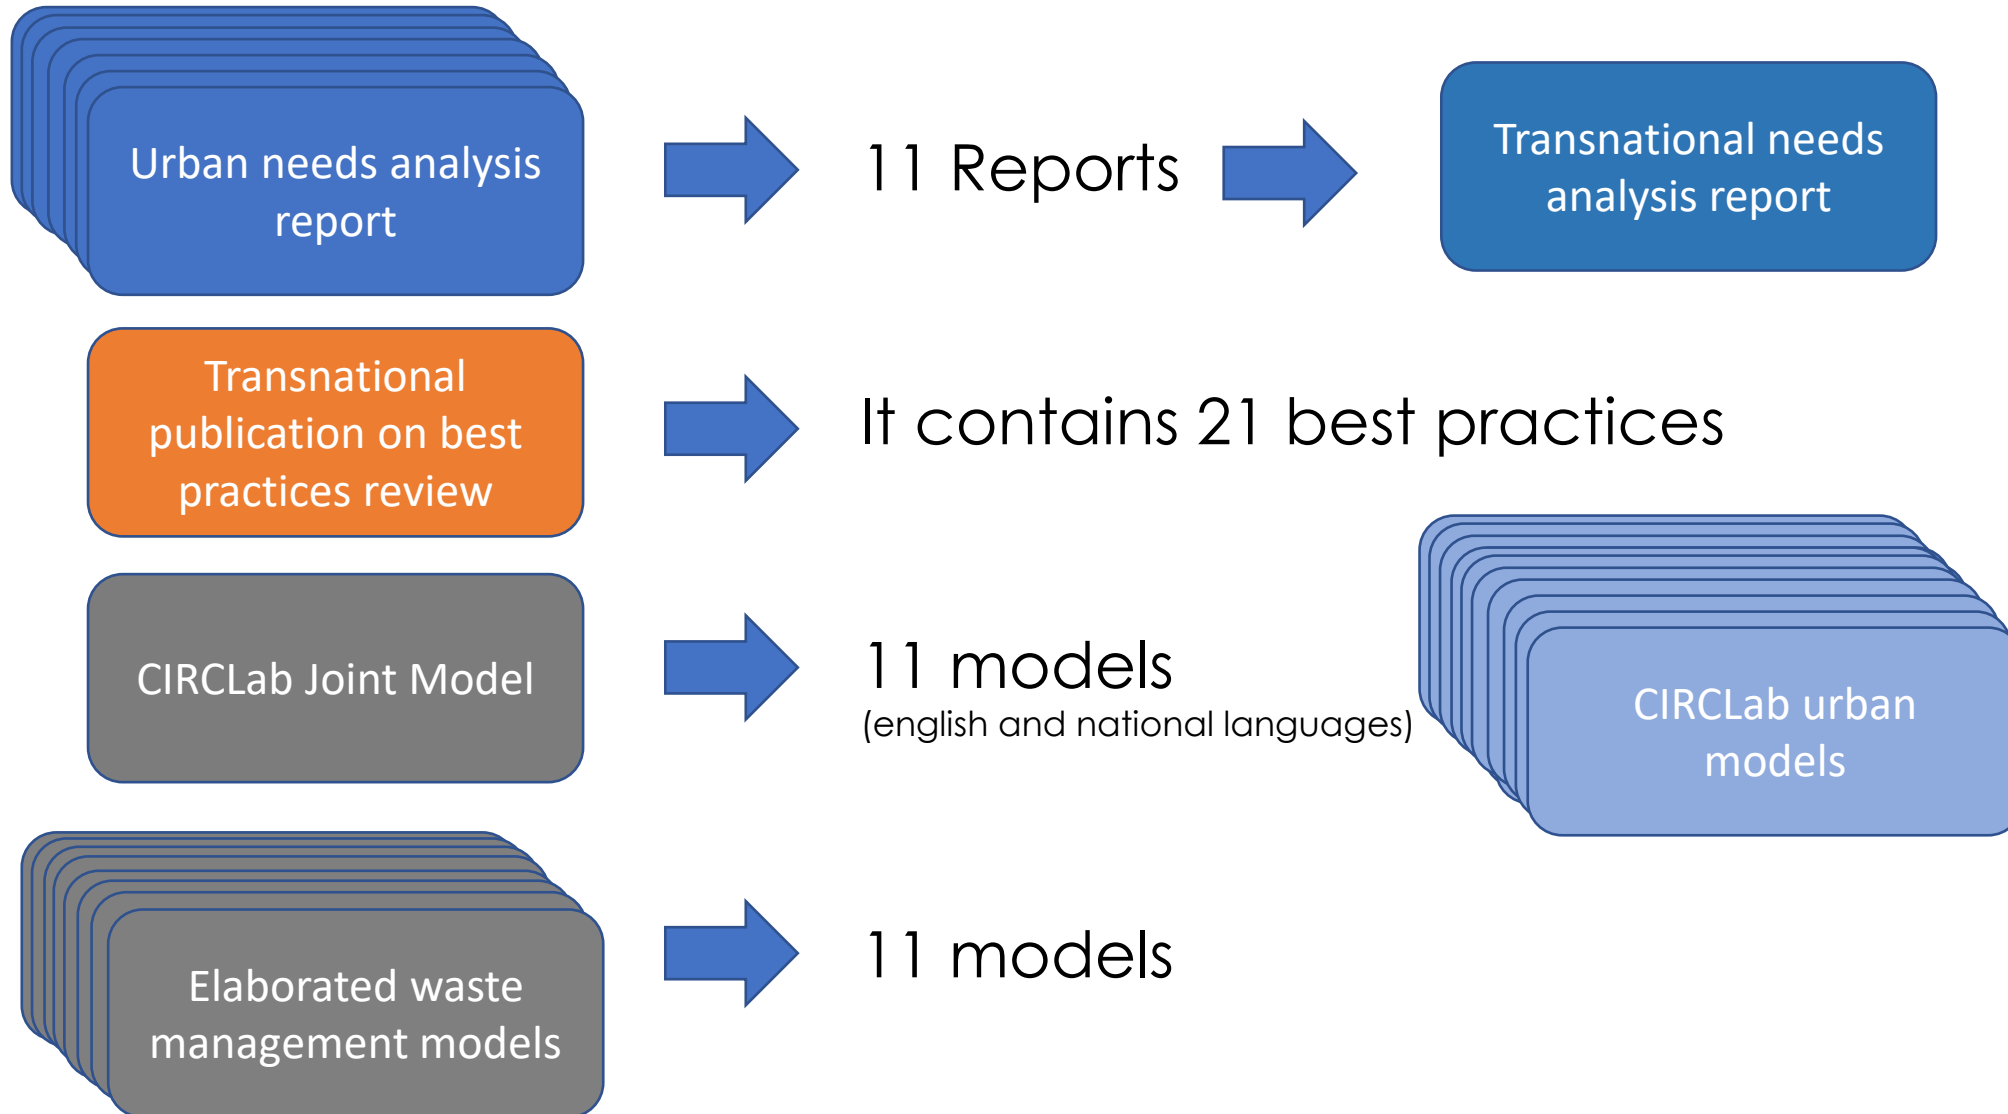 Urban needs analysis
report
11 Reports
Transnational needs
analysis report
Transnational
publication on best
practices review
It contains 21 best practices
CIRCLab Joint Model
11 models
(english and national languages)
CIRCLab urban
models
Elaborated waste
management models
11 models